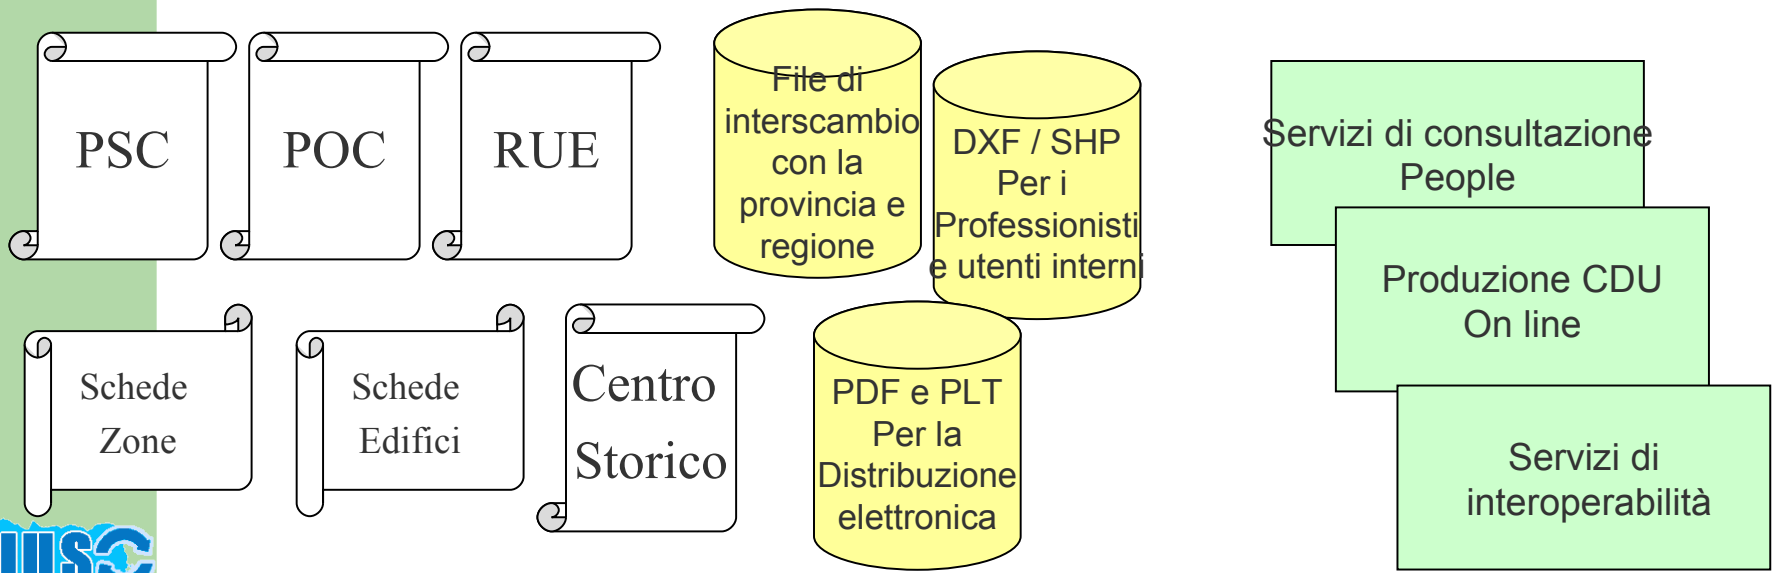 PSC
POC
RUE
File di
interscambio
con la
provincia e
regione
DXF / SHP
Per i
Professionisti
e utenti interni
Servizi di consultazione
People
Produzione CDU
On line
Servizi di
interoperabilità
Schede
Zone
Schede
Edifici
Centro
Storico
PDF e PLT
Per la
Distribuzione
elettronica